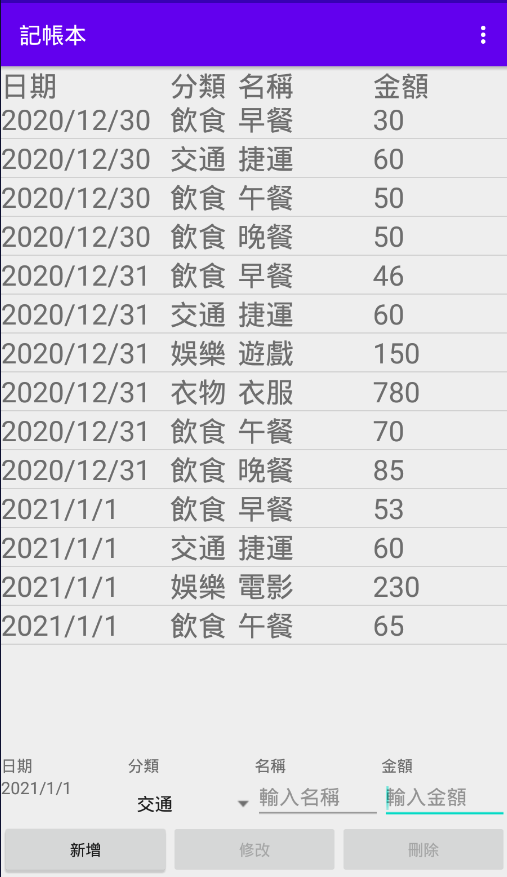 記帳本
日期 分類 名稱 金額
2020/12/30 飲食 早餐 30
2020/12/30 交通 捷運 60
2020/12/30 飲食 午餐 50
2020/12/30 飲食 晚餐 50
2020/12/31 飲食 早餐 46
2020/12/31 交通 捷運 60
2020/12/31 娛樂 遊戲 150
2020/12/31 衣物 衣服 780
2020/12/31 飲食 午餐 70
2020/12/31 飲食 晚餐 85
2021/1/1 飲食 早餐 53
2021/1/1 交通 捷運 60
2021/1/1 娛樂 電影 230
2021/1/1 飲食 午餐 65
日期 分類 名稱 金額
2021/1/1 交通 輸入名稱 輸入金額
新增 修改 刪除